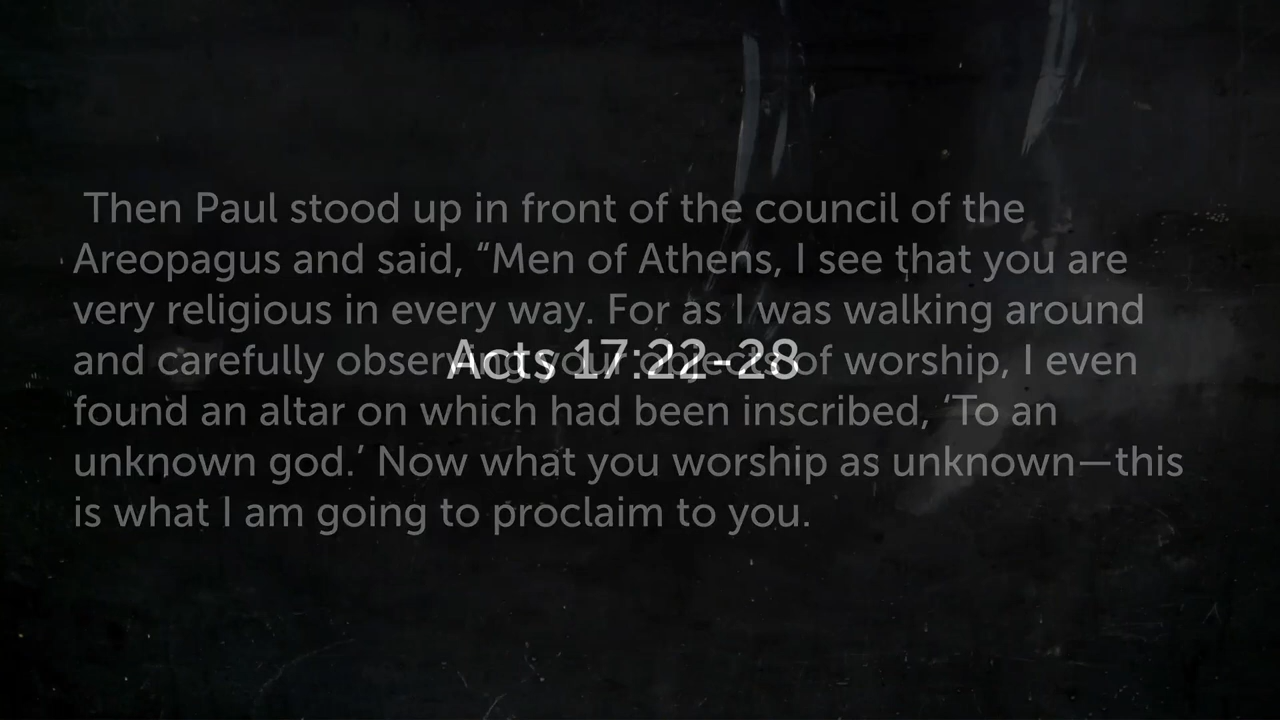 Then Paul stood up in front of the council of the
Areopagus and said, “Men of Athens, I see that you are
very religious in every way. For as I was walking around
and carefully observing your objects of worship, I even
found an altar on which had been inscribed, ‘To an
unknown god.’ Now what you worship as unknown—this
is what I am going to proclaim to you.
Acts 17:22-28